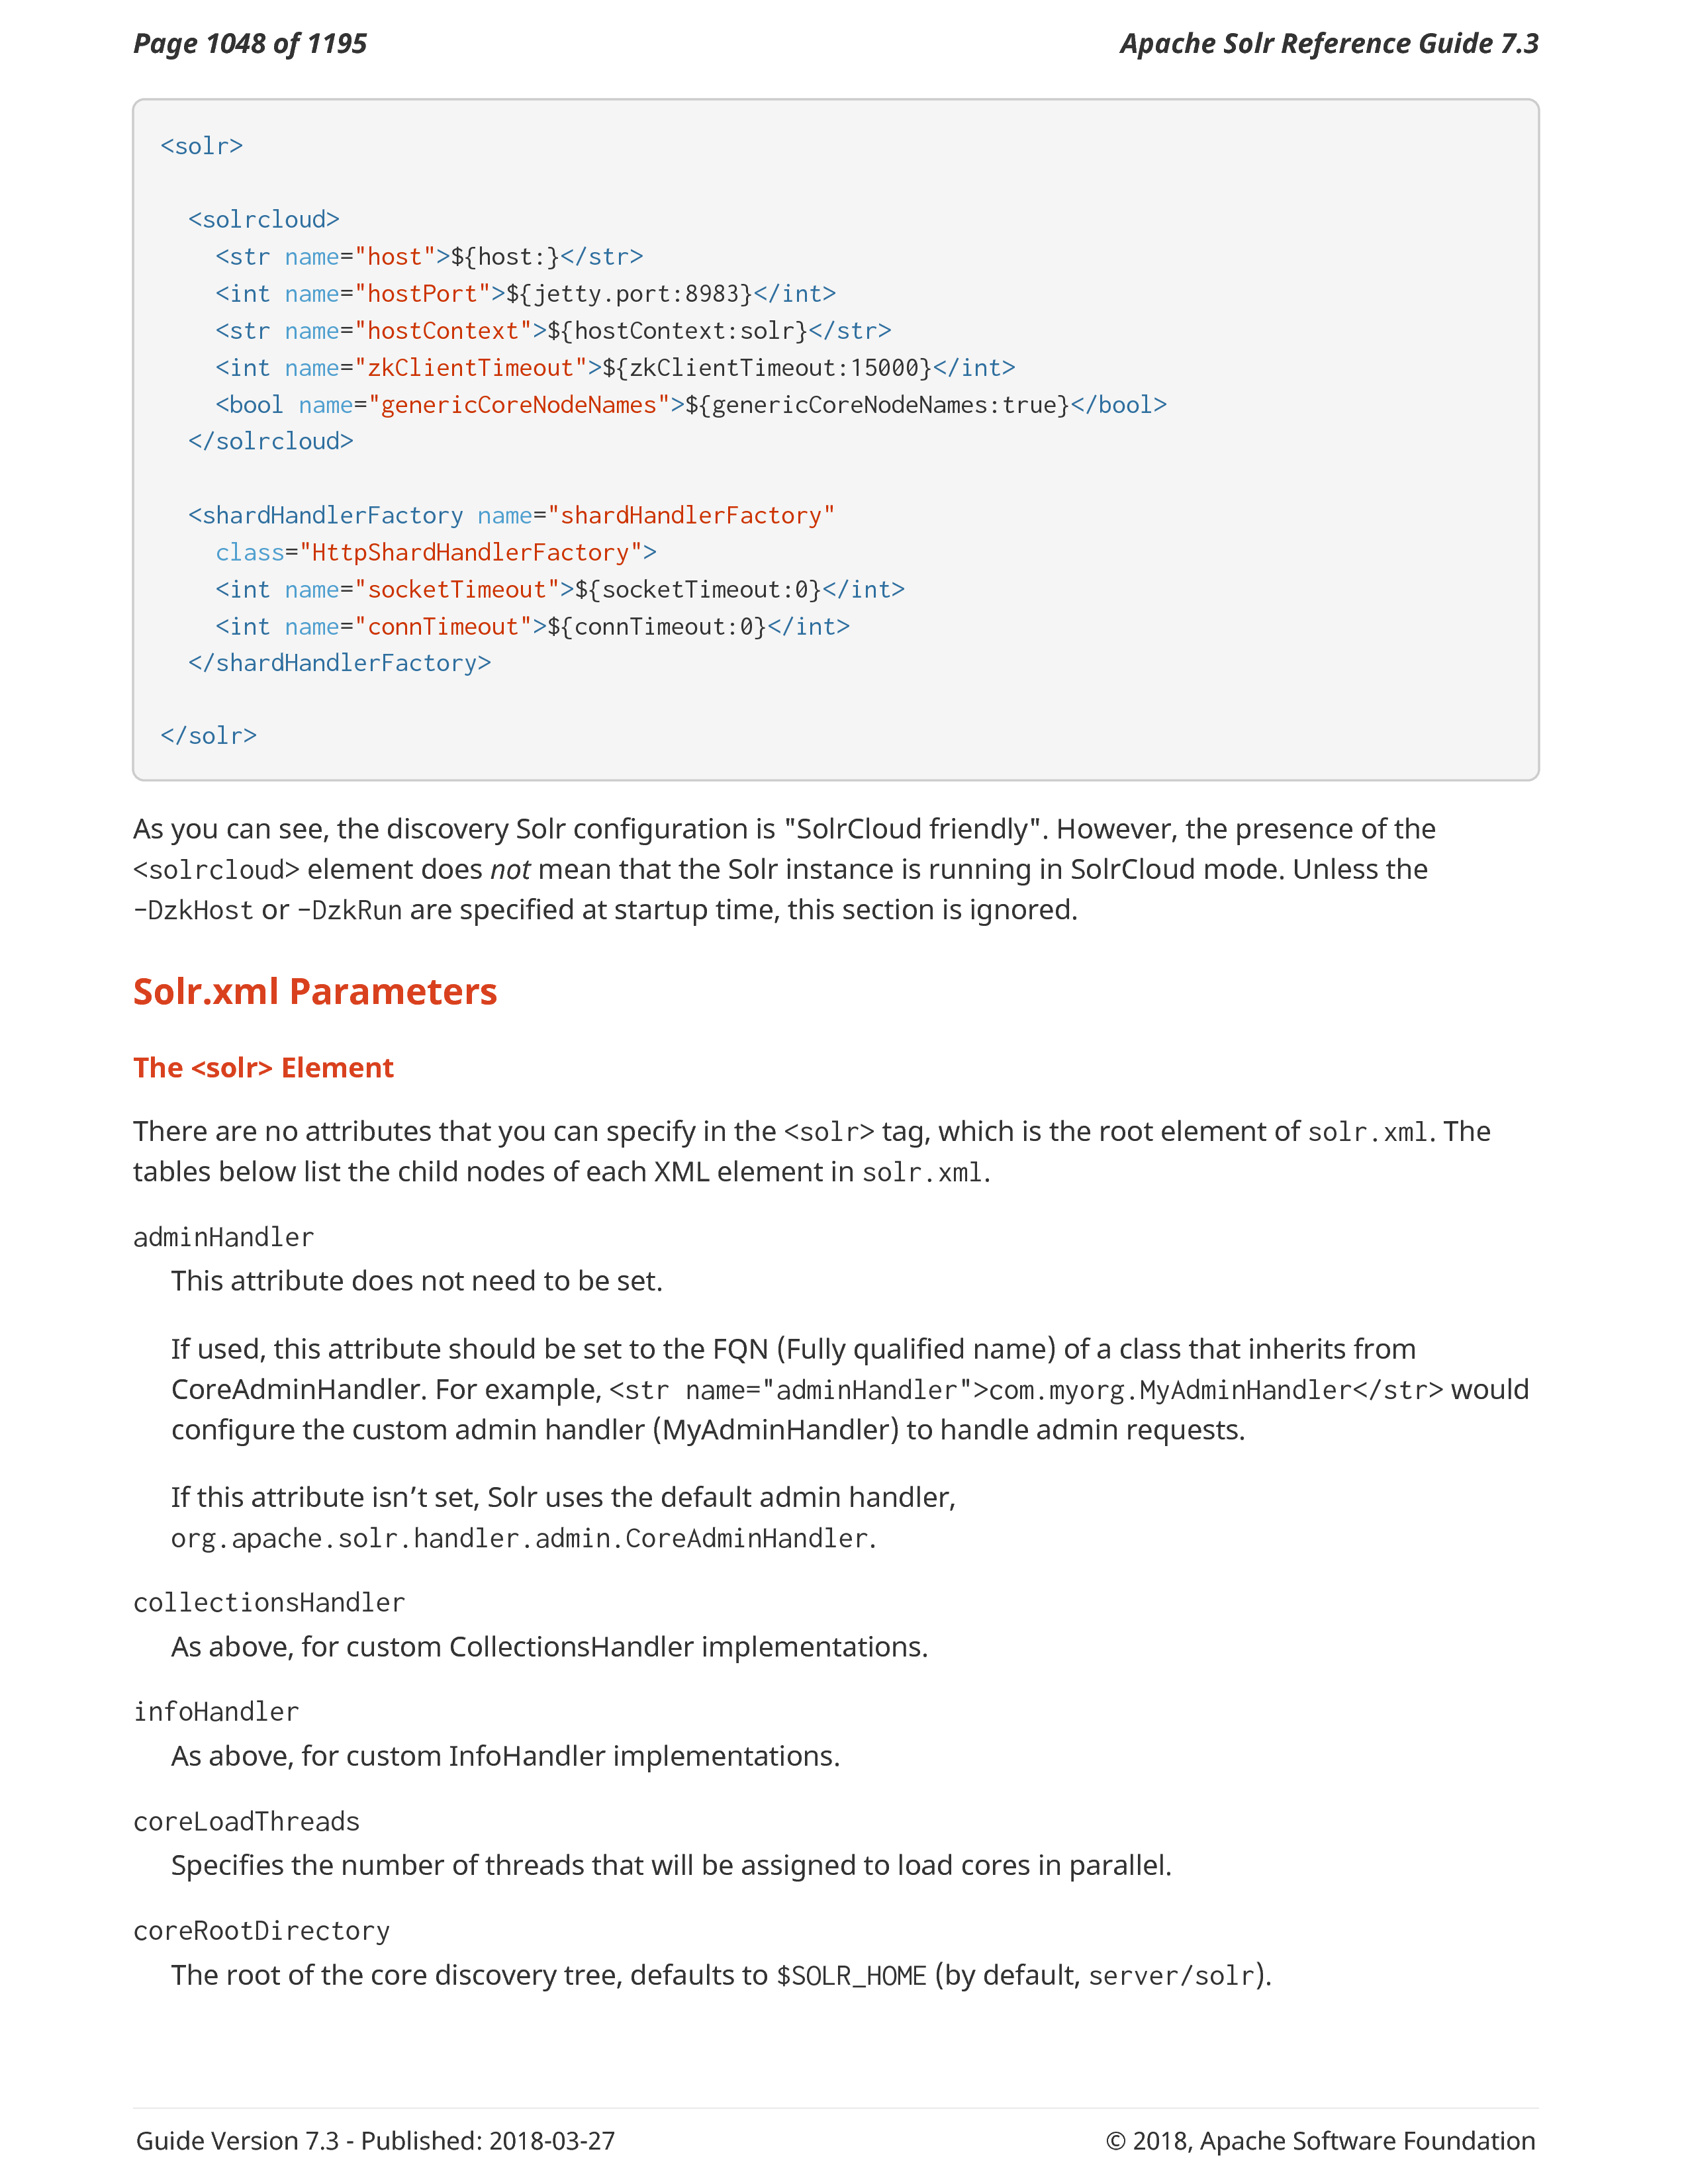 Page 1048 of 1195
Apache Solr Reference Guide 7.3
<solr>
  <solrcloud>
    <str name="host">${host:}</str>
    <int name="hostPort">${jetty.port:8983}</int>
    <str name="hostContext">${hostContext:solr}</str>
    <int name="zkClientTimeout">${zkClientTimeout:15000}</int>
    <bool name="genericCoreNodeNames">${genericCoreNodeNames:true}</bool>
  </solrcloud>
  <shardHandlerFactory name="shardHandlerFactory"
    class="HttpShardHandlerFactory">
    <int name="socketTimeout">${socketTimeout:0}</int>
    <int name="connTimeout">${connTimeout:0}</int>
  </shardHandlerFactory>
</solr>
As you can see, the discovery Solr configuration is "SolrCloud friendly". However, the presence of the
<solrcloud> element does not mean that the Solr instance is running in SolrCloud mode. Unless the
-DzkHost or -DzkRun are specified at startup time, this section is ignored.
Solr.xml Parameters
The <solr> Element
There are no attributes that you can specify in the <solr> tag, which is the root element of solr.xml. The
tables below list the child nodes of each XML element in solr.xml.
adminHandler
This attribute does not need to be set.
If used, this attribute should be set to the FQN (Fully qualified name) of a class that inherits from
CoreAdminHandler. For example, <str name="adminHandler">com.myorg.MyAdminHandler</str> would
configure the custom admin handler (MyAdminHandler) to handle admin requests.
If this attribute isn’t set, Solr uses the default admin handler,
org.apache.solr.handler.admin.CoreAdminHandler.
collectionsHandler
As above, for custom CollectionsHandler implementations.
infoHandler
As above, for custom InfoHandler implementations.
coreLoadThreads
Specifies the number of threads that will be assigned to load cores in parallel.
coreRootDirectory
The root of the core discovery tree, defaults to $SOLR_HOME (by default, server/solr).
Guide Version 7.3 - Published: 2018-03-27
© 2018, Apache Software Foundation